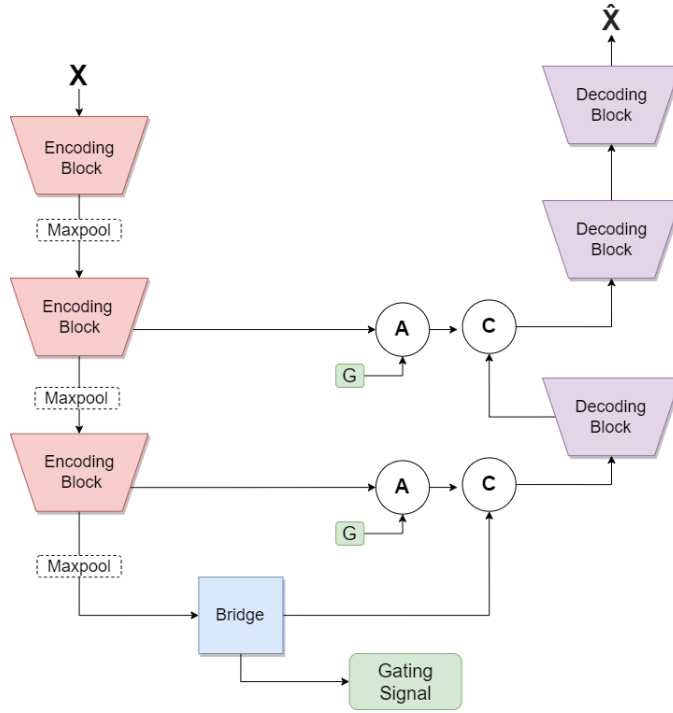 X̂
Decoding
Block
X
Encoding
Block
Maxpool
Decoding
Block
Encoding
Block
A
C
G
Maxpool
Decoding
Block
Encoding
Block
A
C
G
Maxpool
Bridge
Gating
Signal